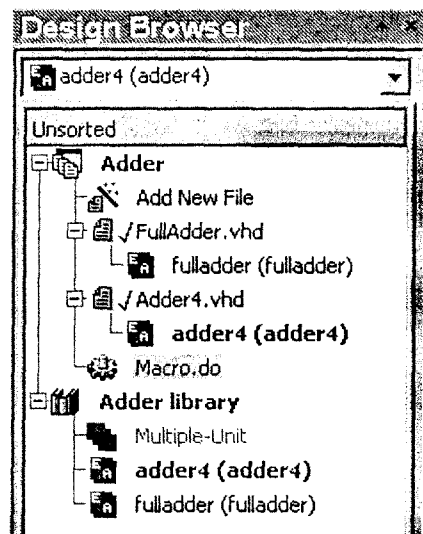 Design Browser
adder4 (adder4)
Unsorted
Adder
Add New File
FullAdder.vhd
fulladder (fulladder)
Adder4.vhd
adder4 (adder4)
Macro.do
Adder library
Multiple-Unit
adder4 (adder4)
fulladder (fulladder)